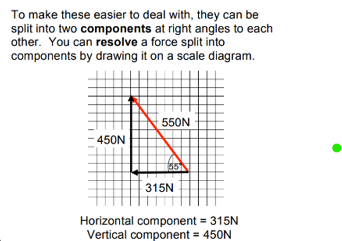 To make these easier to deal with, they can be
split into two components at right angles to each
other.  You can resolve a force split into
components by drawing it on a scale diagram.
550N
450N
55°
315N
Horizontal component = 315N
Vertical component = 450N